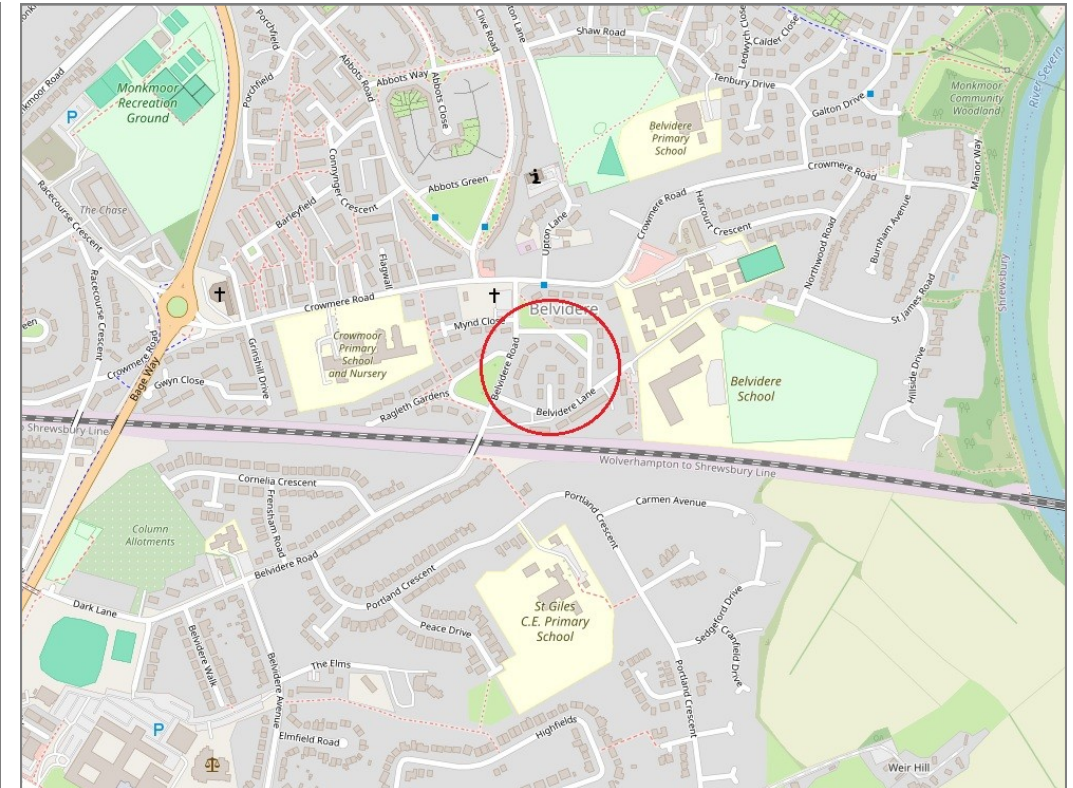 Porchfield
Abbots Road
Clive Road
Shaw Road
Ledwych Close
Calder Close
River Severn
Porchfield
Abbots Way
Abbots Close
Tenbury Drive
Monkmoor
Recreation
Ground
Monkmoor
Community
Woodland
Galton Drive
P
Belvidere
Primary
School
Conmynger Crescent
Crowmere Road
Manor Way
Racecourse Crescent
The Chase
Barleyfield
Abbots Green
Crowmere Road
Harcourt Crescent
Burnham Avenue
Northwood Road
Upton Lane
Flagwall
Shrewsbury
Racecourse Crescent
Crowmere Road
Belvidere
St James Road
Mynd Close
Crowmoor
Primary
School
and Nursery
Crowmere Road
Grinshill Drive
Belvidere Road
Hillside Drive
Bage Way
Gwyn Close
Ragleth Gardens
Belvidere Lane
Belvidere
School
Shrewsbury Line
Wolverhampton to Shrewsbury Line
Cornelia Crescent
Frensham Road
Portland Crescent
Carmen Avenue
Column
Allotments
Belvidere Road
Portland Crescent
Dark Lane
St Giles
C.E. Primary
School
Sedgeford Drive
Peace Drive
Cranfield Drive
Belvidere Walk
Belvidere Avenue
The Elms
Portland Crescent
P
Elmfield Road
Highfields
Weir Hill